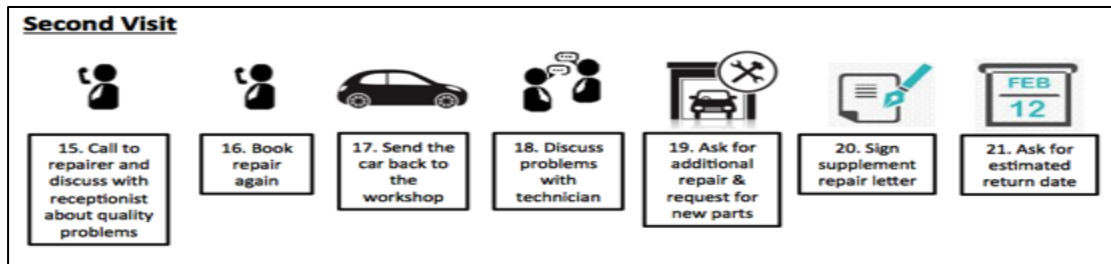 Second Visit
FEB
12
15. Call to
repairer and
discuss with
receptionist
about quality
problems
16. Book
repair
again
17. Send the
car back to
the
workshop
18. Discuss
problems
with
technician
19. Ask for
additional
repair &
request for
new parts
20. Sign
supplement
repair letter
21. Ask for
estimated
return date